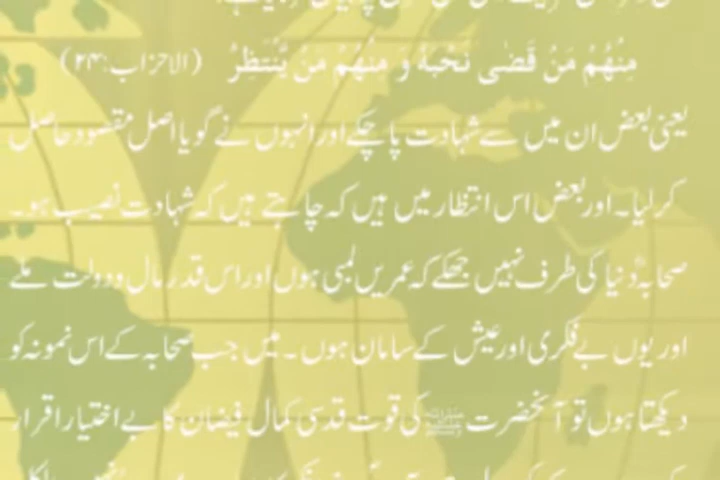 مِنْهُمْ مَنْ قَضٰى نَحْبَهٗ وَ مِنْهُمْ مَنْ يَّنْتَظِرُ (الاحزاب:۲۴)
یعنی بعض ان میں سے شہادت پا چکے اور انہوں نے گویا اصل مقصود حاصل
کر لیا۔ اور بعض اس انتظار میں ہیں کہ چاہتے ہیں کہ شہادت نصیب ہو۔
صحابہؓ دنیا کی طرف نہیں جھکے کہ عمریں لمبی ہوں اور اس قدر مال و دولت ملے
اور یوں بے فکری اور عیش کے سامان ہوں۔ میں جب صحابہ کے اس نمونہ کو
دیکھتا ہوں تو آنحضرت ﷺ کی قوت قدسی کمال فیضان کا بے اختیار اقرار